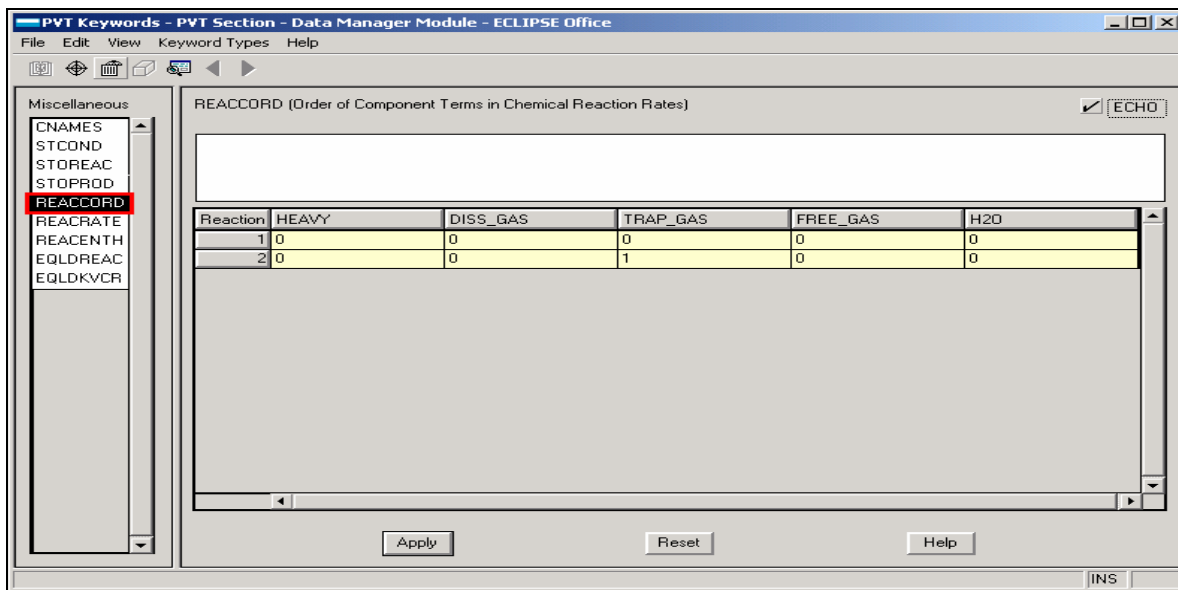 PVT Keywords - PVT Section - Data Manager Module - ECLIPSE Office
File Edit View Keyword Types Help
Miscellaneous
CNAMES
STCOND
STOREAC
STOPROD
REACCORD
REACRATE
REACENTH
EQLDREAC
EQLDKVCR
REACCORD (Order of Component Terms in Chemical Reaction Rates)
ECHO
Reaction HEAVY DISS_GAS TRAP_GAS FREE_GAS H2O
1 0 0 0 0 0
2 0 0 1 0 0
Apply Reset Help
INS